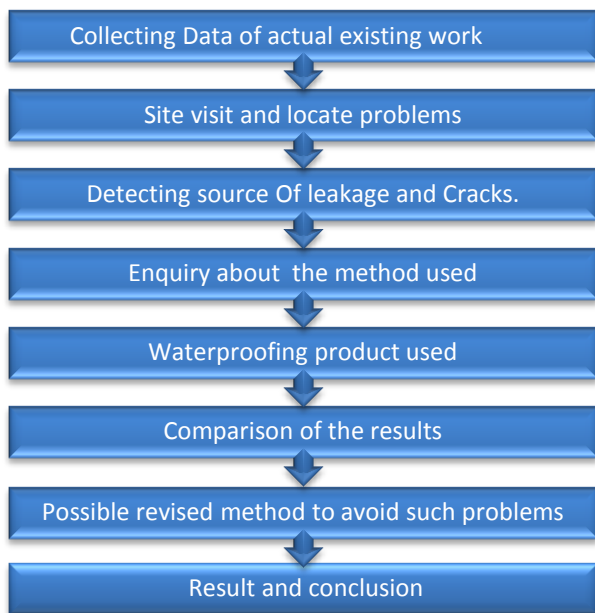 Collecting Data of actual existing work
Site visit and locate problems
Detecting source Of leakage and Cracks.
Enquiry about the method used
Waterproofing product used
Comparison of the results
Possible revised method to avoid such problems
Result and conclusion